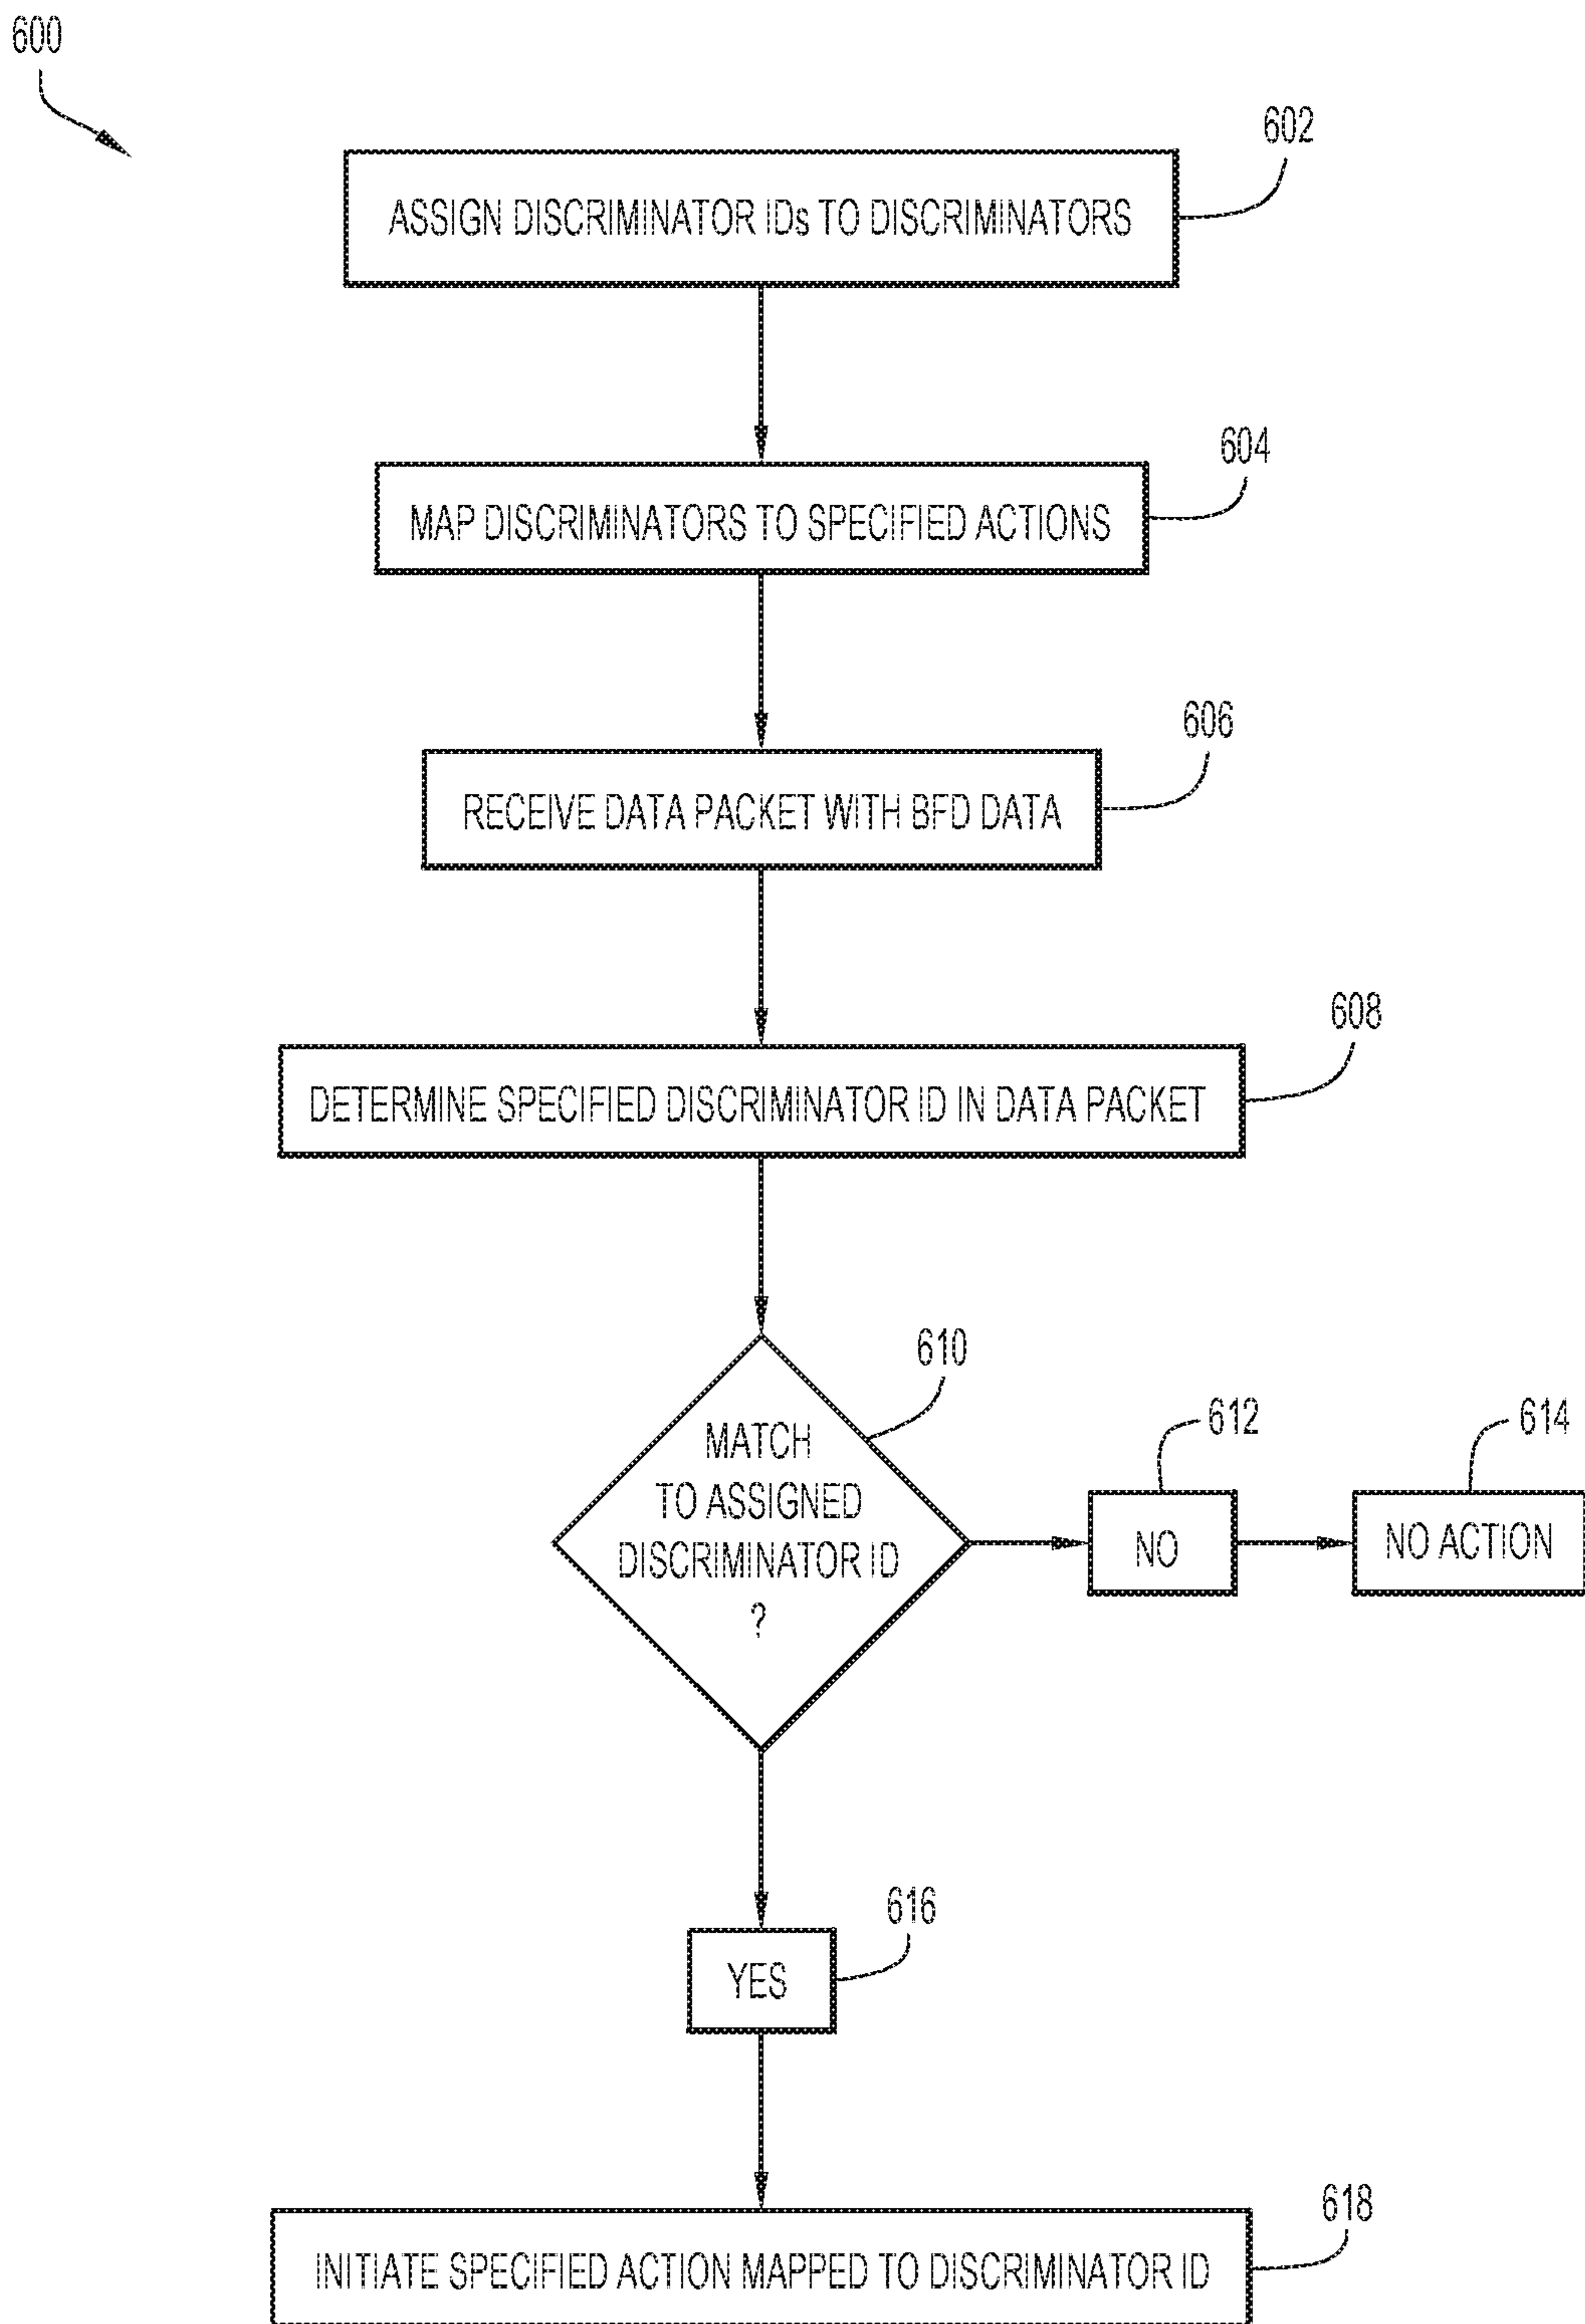 600
602
ASSIGN DISCRIMINATOR IDs TO DISCRIMINATORS
604
MAP DISCRIMINATORS TO SPECIFIED ACTIONS
606
RECEIVE DATA PACKET WITH BFD DATA
608
DETERMINE SPECIFIED DISCRIMINATOR ID IN DATA PACKET
610
MATCH
TO ASSIGNED
DISCRIMINATOR ID
?
612
NO
614
NO ACTION
616
YES
618
INITIATE SPECIFIED ACTION MAPPED TO DISCRIMINATOR ID